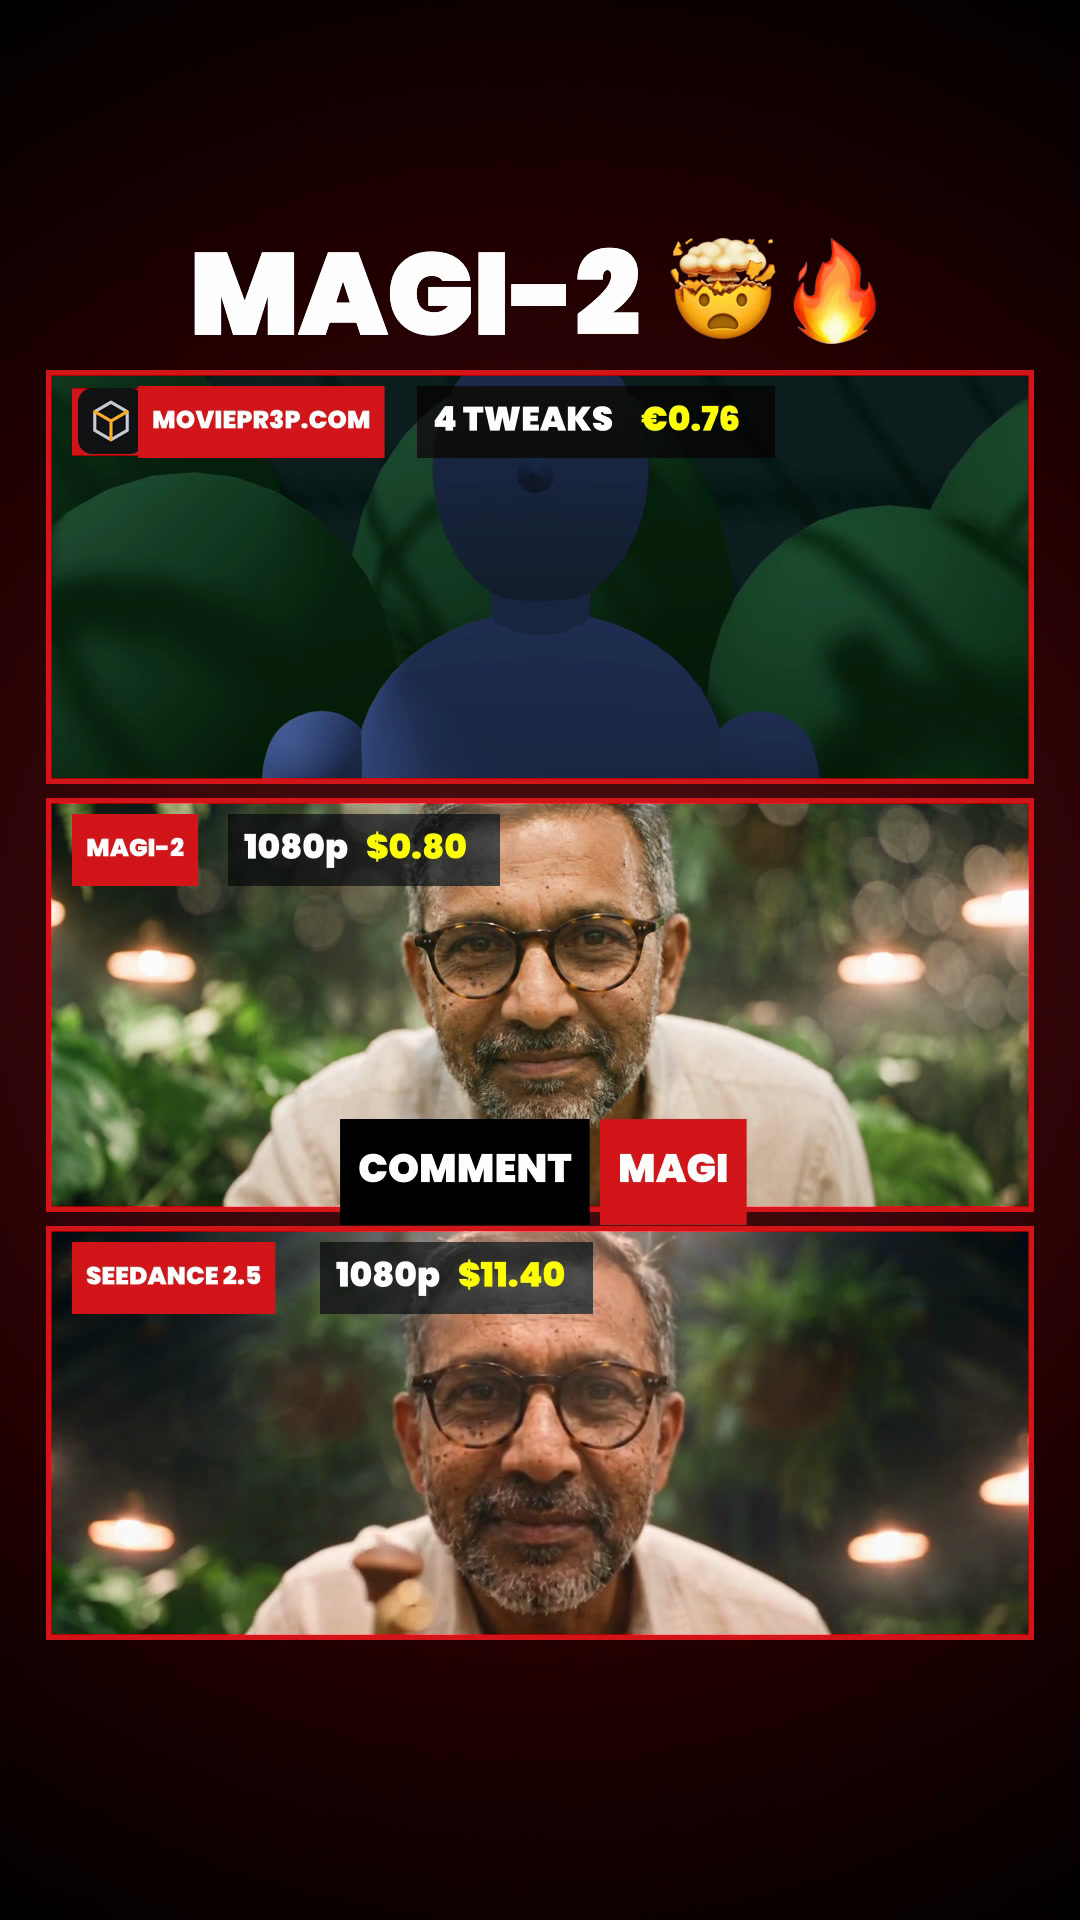 MAGI-2 🤯🔥
MOVIEPR3P.COM 4 TWEAKS €0.76
MAGI-2 1080p $0.80
COMMENT MAGI
SEEDANCE 2.5 1080p $11.40